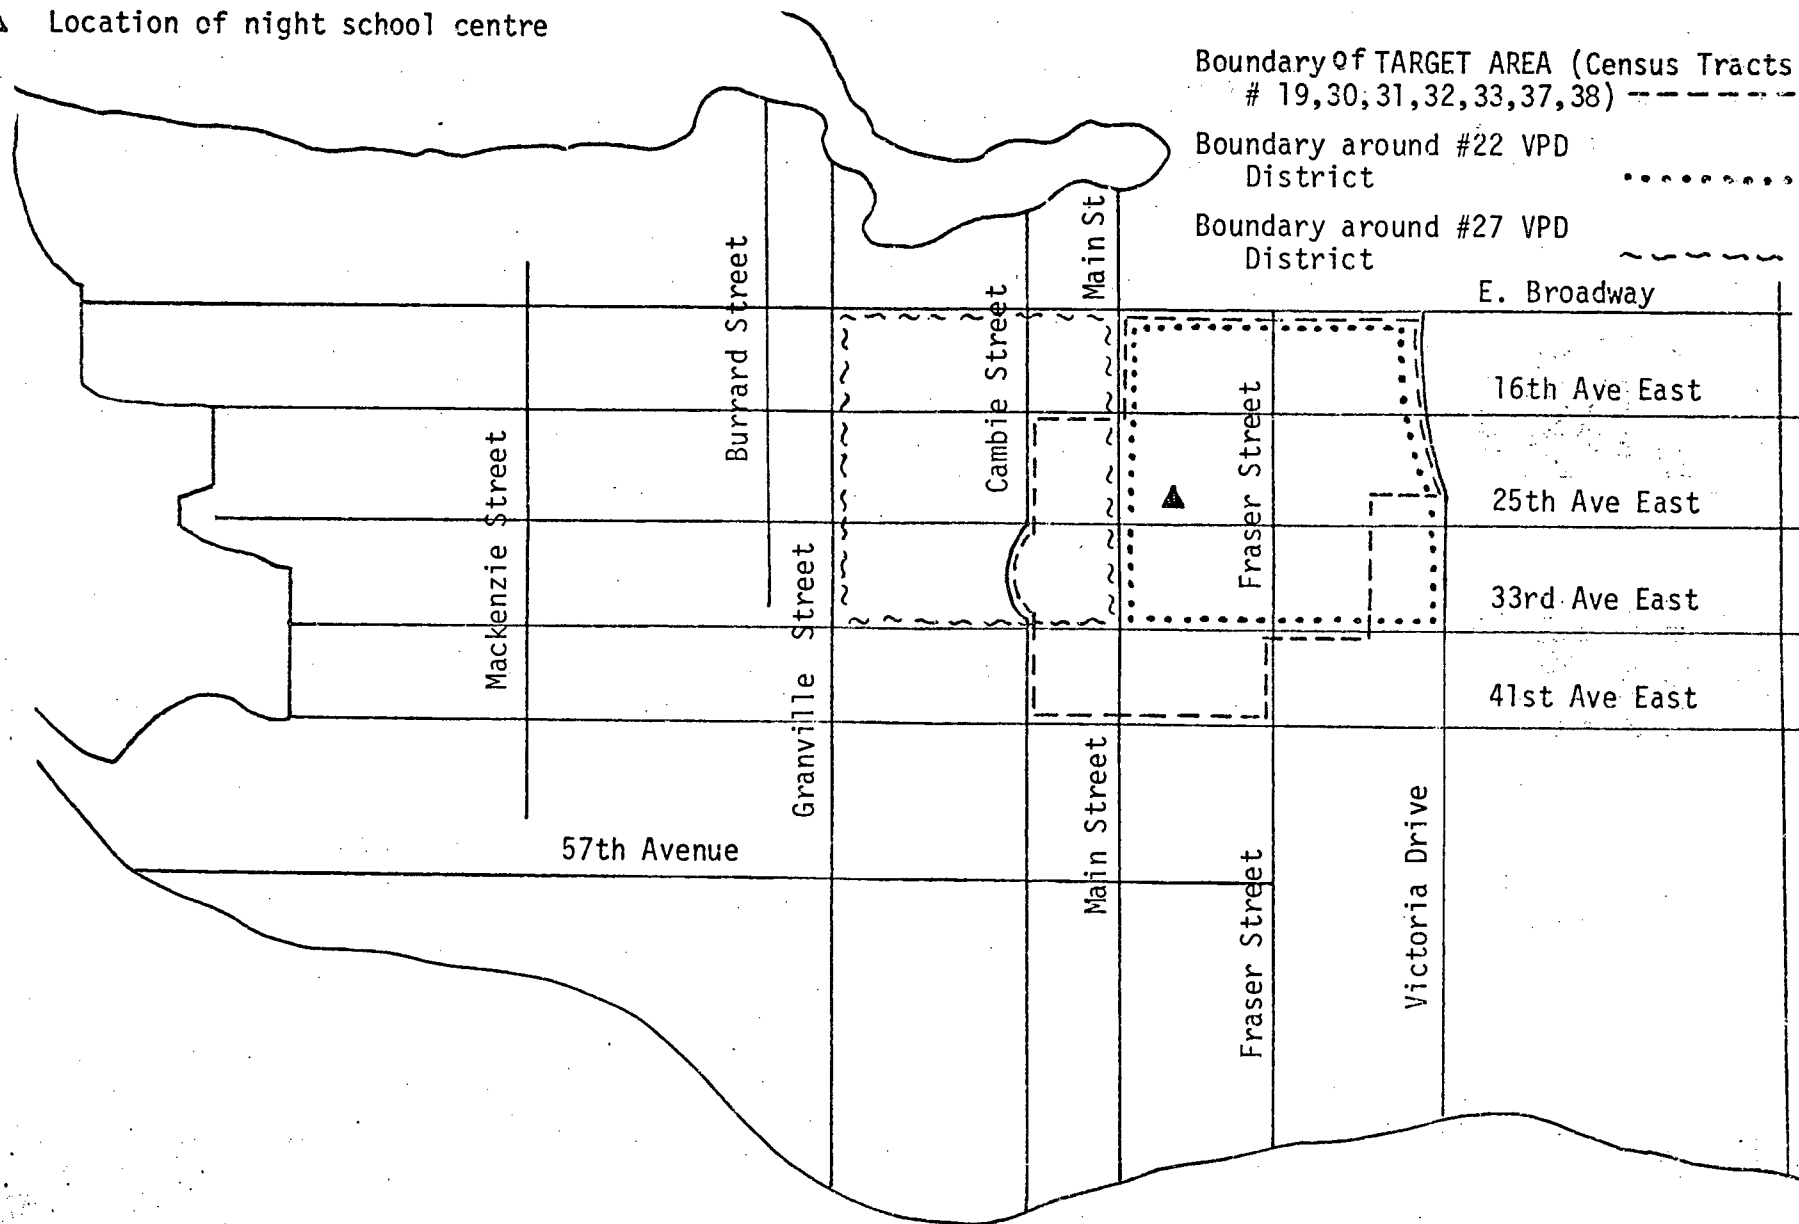 Location of night school centre
Boundary of TARGET AREA (Census Tracts
# 19,30,31,32,33,37,38)
Boundary around #22 VPD
District
Boundary around #27 VPD
District
E. Broadway
16th Ave East
25th Ave East
33rd Ave East
41st Ave East
57th Avenue
Mackenzie Street
Burrard Street
Granville Street
Cambie Street
Main St
Main Street
Fraser Street
Fraser Street
Victoria Drive